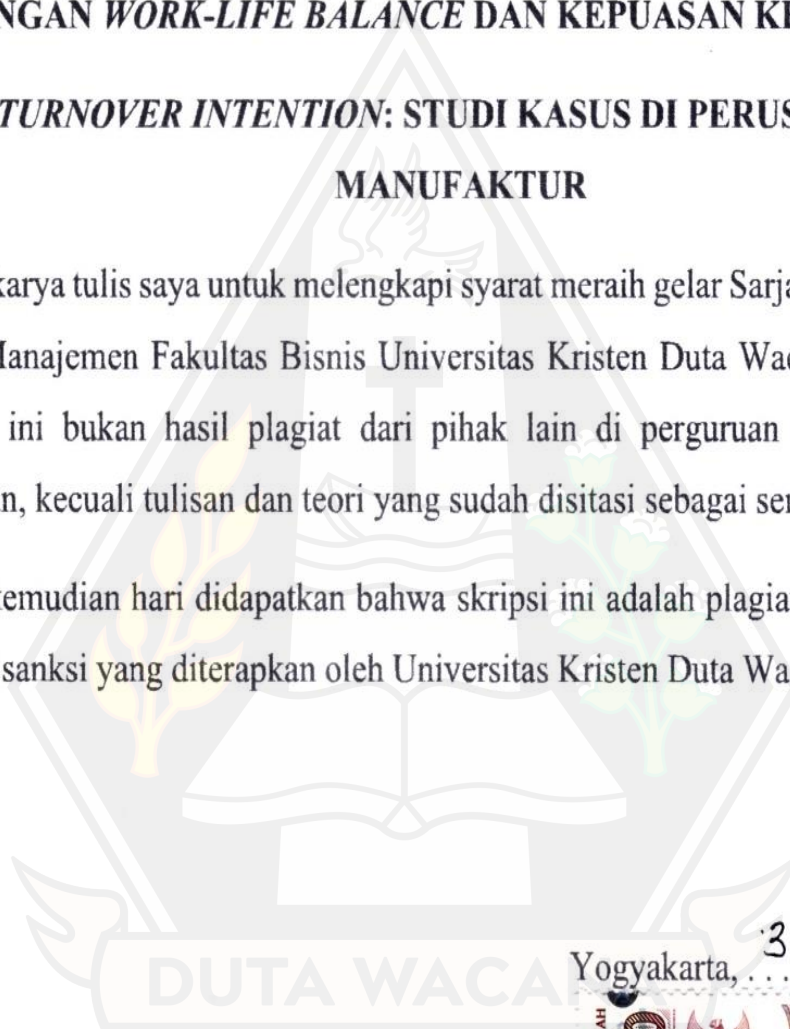 NGAN WORK-LIFE BALANCE DAN KEPUASAN KE
TURNOVER INTENTION: STUDI KASUS DI PERUS
MANUFAKTUR
karya tulis saya untuk melengkapi syarat meraih gelar Sarja
Manajemen Fakultas Bisnis Universitas Kristen Duta Wac
ini bukan hasil plagiat dari pihak lain di perguruan
n, kecuali tulisan dan teori yang sudah disitasi sebagai
kemudian hari didapatkan bahwa skripsi ini adalah plagia
sanksi yang diterapkan oleh Universitas Kristen Duta Wa
Yogyakarta, . 3 . .
DUTA WACA